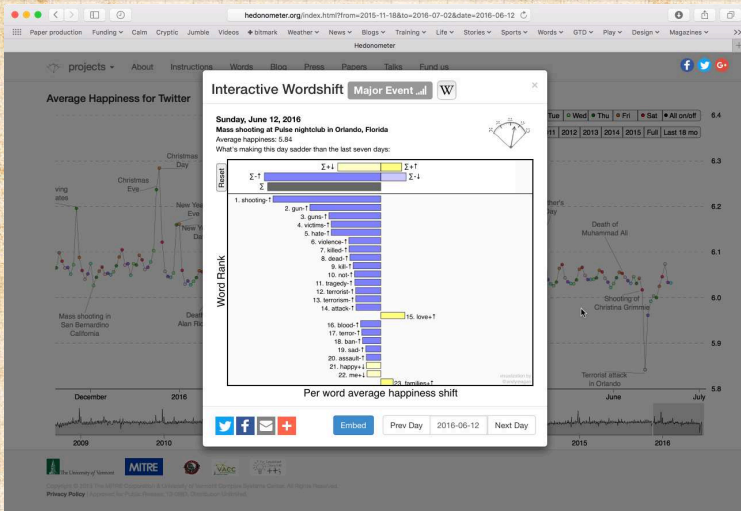 hedonometer.org/index.html?from=2015-11-18&to=2016-07-02&date=2016-06-12
Paper production Funding Calm Cryptic Jumble Videos bitmark Weather News Blogs Training Life Stories Sports Words GTD Play Design Magazines
Hedonometer
projects About Instructions Words Blog Press Papers Talks Fund us
Average Happiness for Twitter
Tue Wed Thu Fri Sat All on/off
2012 2013 2014 2015 Full Last 18 mo
Interactive Wordshift Major Event W
×
Sunday, June 12, 2016
Mass shooting at Pulse nightclub in Orlando, Florida
Average happiness: 5.84
What's making this day sadder than the last seven days:
Reset
Σ+↓ Σ+↑
Σ-↑ Σ-↓
Σ
Word Rank
1. shooting-↑
2. gun-↑
3. guns-↑
4. victims-↑
5. hate-↑
6. violence-↑
7. killed-↑
8. dead-↑
9. kill-↑
10. not-↑
11. tragedy-↑
12. terrorist-↑
13. terrorism-↑
14. attack-↑
15. love+↑
16. blood-↑
17. terror-↑
18. ban-↑
19. sad-↑
20. assault-↑
21. happy+↓
22. me+↓
23. families+↑
Per word average happiness shift
Embed Prev Day 2016-06-12 Next Day
Christmas
Day
Christmas
Eve
New Year
Eve
Mass shooting in
San Bernardino
California
Death of
Muhammad Ali
Shooting of
Christina Grimmie
Terrorist attack
in Orlando
6.4
6.3
6.2
6.1
6.0
5.9
5.8
December 2016 June July
2009 2010 2015 2016
The University of Vermont MITRE VACC
Privacy Policy